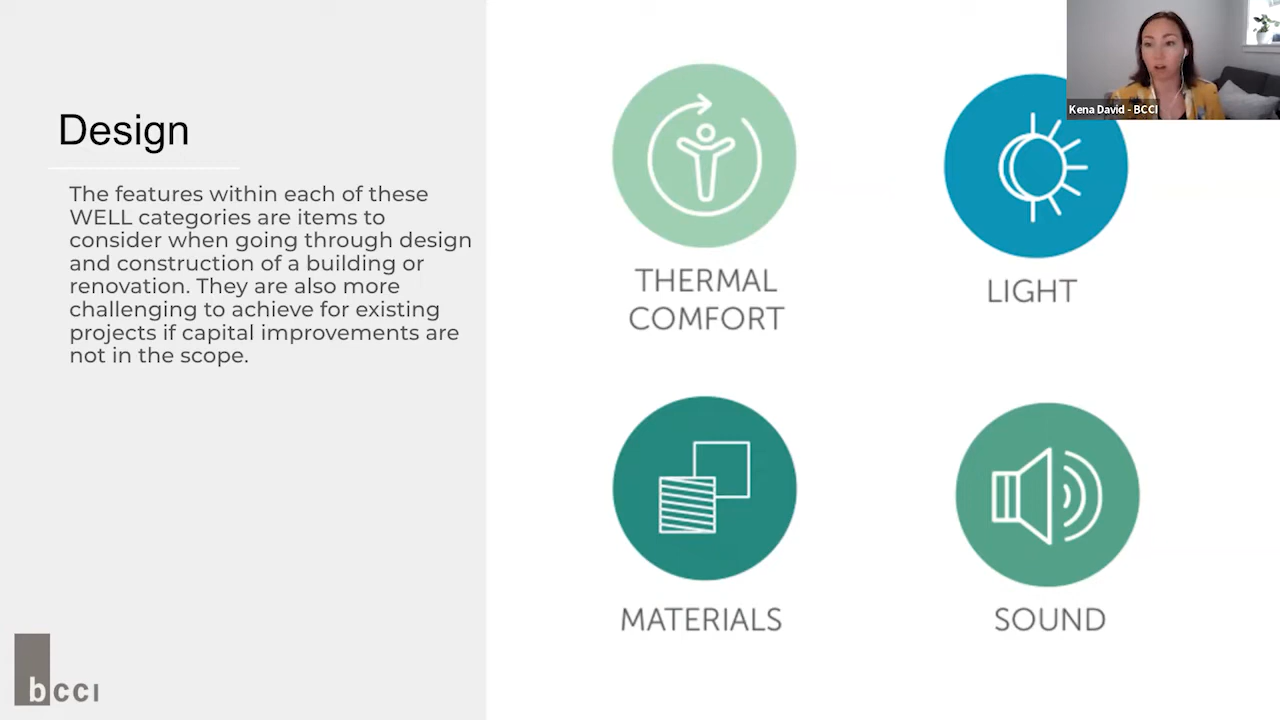 Design
The features within each of these
WELL categories are items to
consider when going through design
and construction of a building or
renovation. They are also more
challenging to achieve for existing
projects if capital improvements are
not in the scope.
THERMAL
COMFORT
LIGHT
MATERIALS
SOUND
Kena David - BCCI
bcci